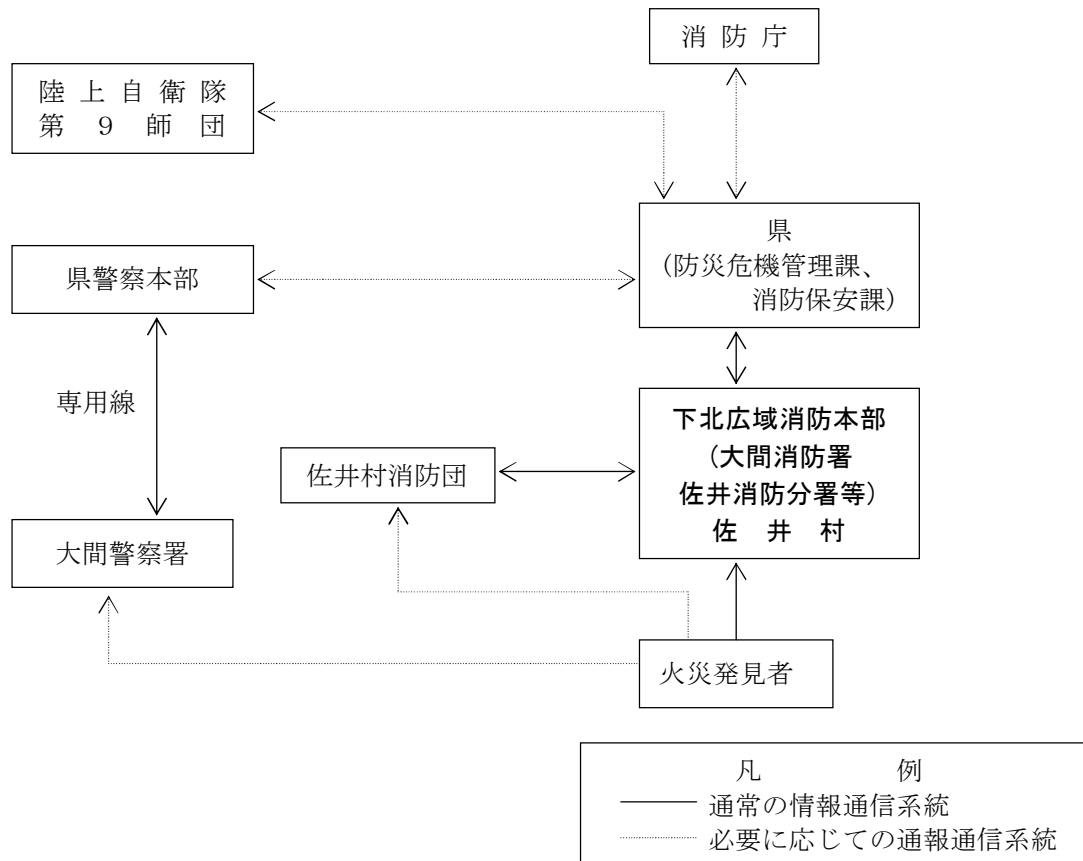 消 防 庁
陸 上 自 衛 隊
第 9 師 団
県
(防災危機管理課、
消防保安課)
県警察本部
専用線
下北広域消防本部
(大間消防署
佐井消防分署等)
佐 井 村
佐井村消防団
大間警察署
火災発見者
凡 例
通常の情報通信系統
必要に応じての通報通信系統